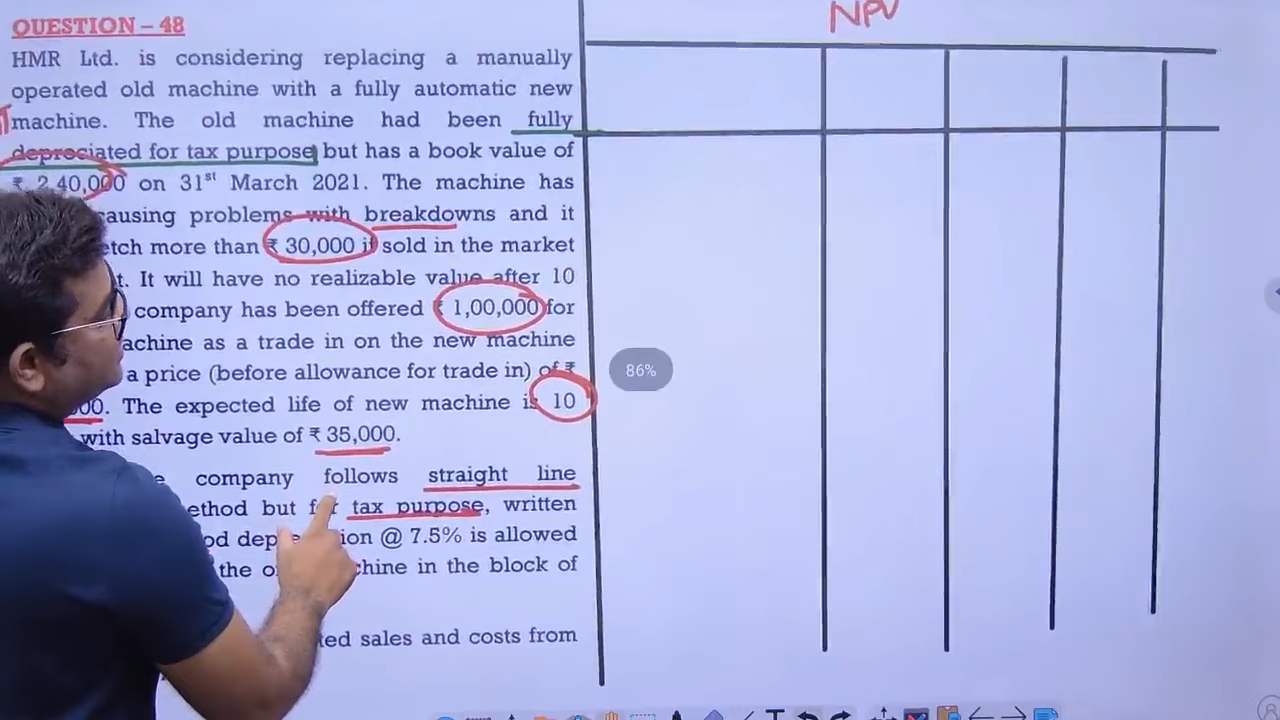 QUESTION – 48
NPV
HMR Ltd. is considering replacing a manually
operated old machine with a fully automatic new
machine. The old machine had been fully
depreciated for tax purpose but has a book value of
₹ 2,40,000 on 31st March 2021. The machine has
causing problems with breakdowns and it
etch more than ₹ 30,000 if sold in the market
t. It will have no realizable value after 10
company has been offered ₹ 1,00,000 for
achine as a trade in on the new machine
a price (before allowance for trade in) of ₹
00. The expected life of new machine is 10
with salvage value of ₹ 35,000.
e company follows straight line
ethod but for tax purpose, written
od depreciation @ 7.5% is allowed
the o chine in the block of
ted sales and costs from
86%
T